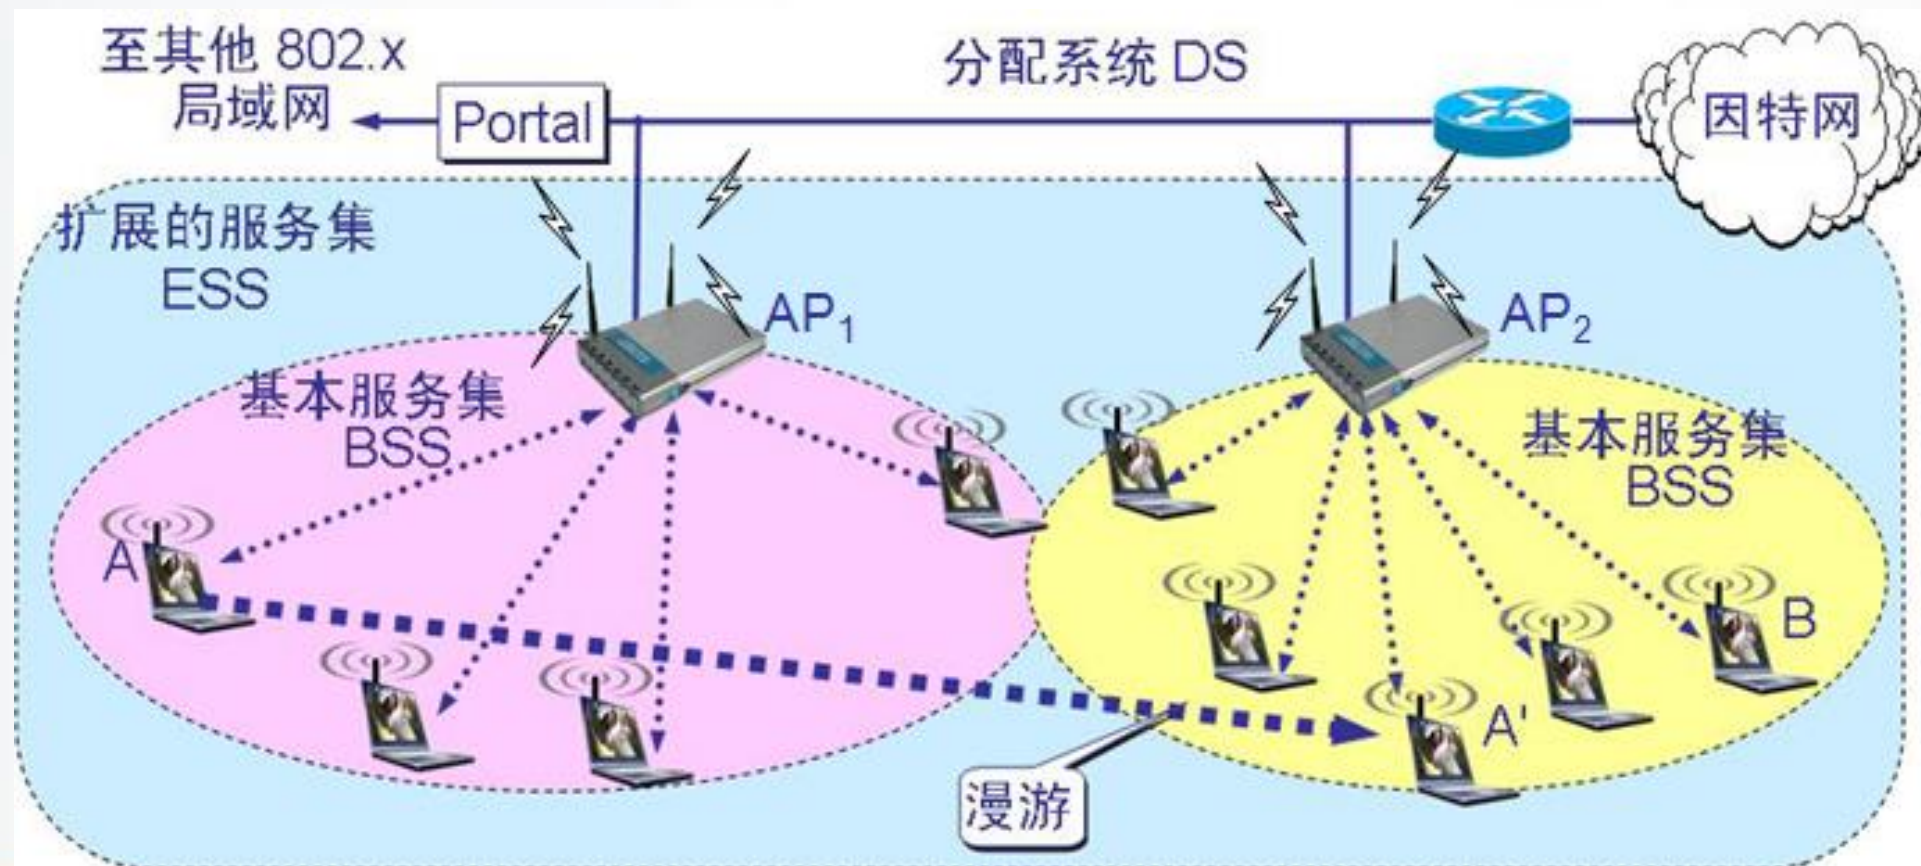 至其他 802.x
局域网
Portal
分配系统 DS
因特网
扩展的服务集
ESS
AP₁
AP₂
基本服务集
BSS
基本服务集
BSS
A
B
A'
漫游